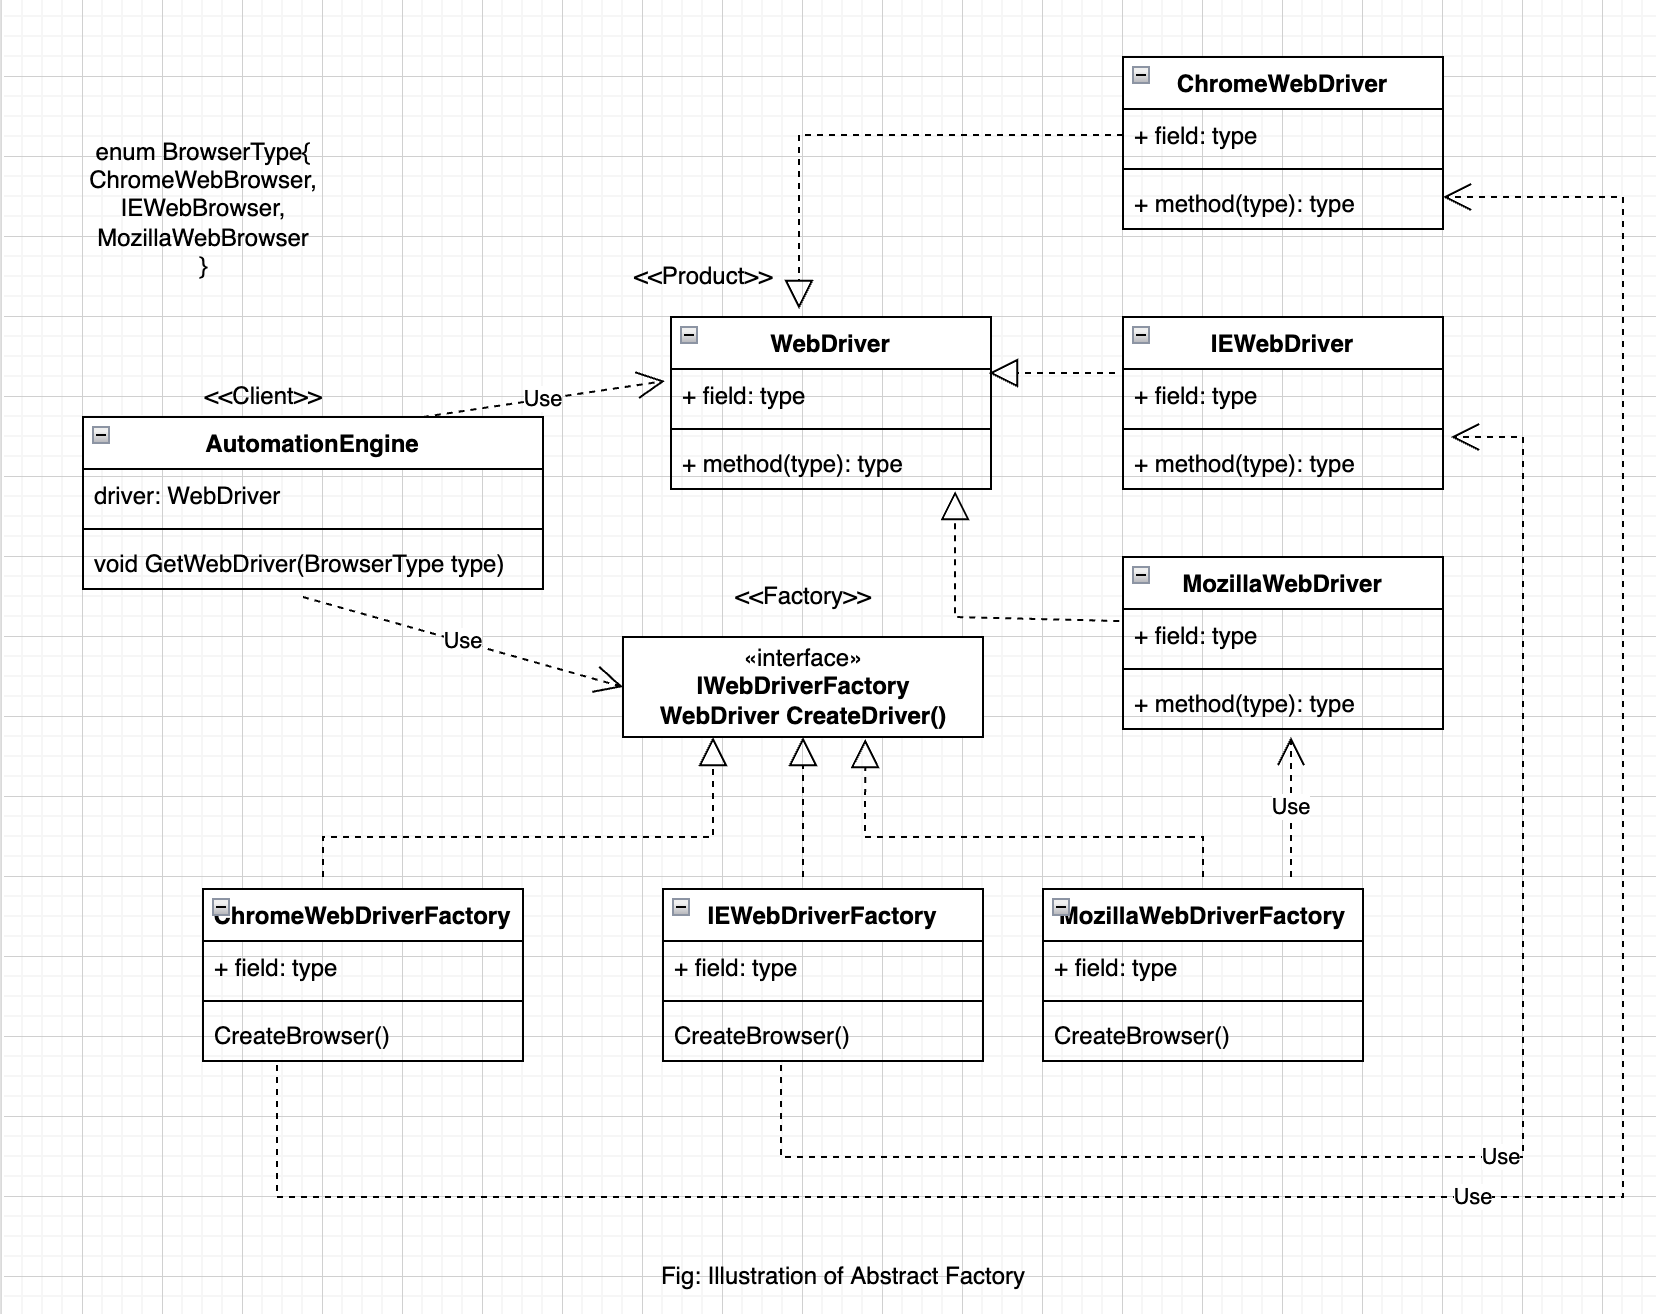 ChromeWebDriver
+ field: type
+ method(type): type
enum BrowserType{
ChromeWebBrowser,
IEWebBrowser,
MozillaWebBrowser
}
<<Product>>
WebDriver
+ field: type
+ method(type): type
IEWebDriver
+ field: type
+ method(type): type
<<Client>>
Use
AutomationEngine
driver: WebDriver
void GetWebDriver(BrowserType type)
MozillaWebDriver
+ field: type
+ method(type): type
<<Factory>>
Use
«interface»
IWebDriverFactory
WebDriver CreateDriver()
Use
ChromeWebDriverFactory
+ field: type
CreateBrowser()
IEWebDriverFactory
+ field: type
CreateBrowser()
MozillaWebDriverFactory
+ field: type
CreateBrowser()
Use
Use
Fig: Illustration of Abstract Factory